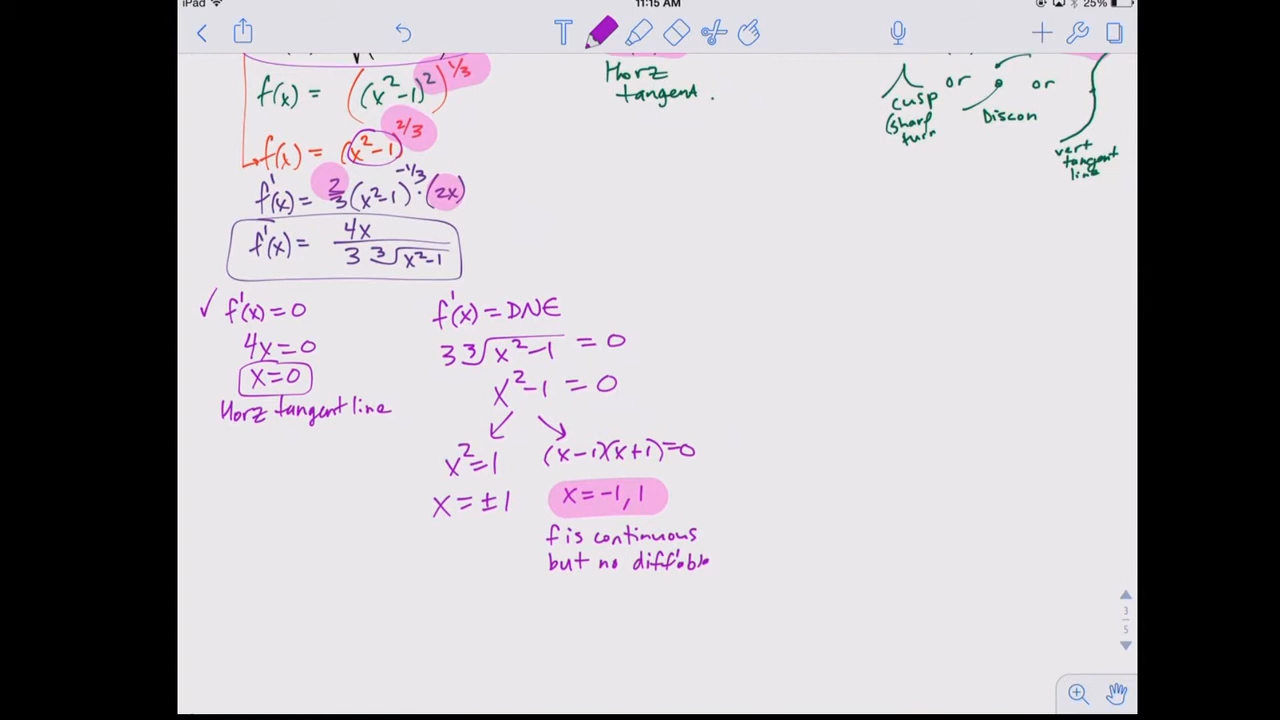 iPad
11:15 AM
25%
T
f(x) = ((x²-1)²)^1/3
f(x) = (x²-1)^2/3
f'(x) = 2/3 (x²-1)^-1/3 · (2x)
f'(x) = 4x / 3 ∛x²-1
✓ f'(x) = 0
4x = 0
x = 0
Horz tangent line
f'(x) = DNE
3 ∛x²-1 = 0
x²-1 = 0
x² = 1
x = ±1
(x-1)(x+1) = 0
x = -1, 1
f is continuous
but no diff'able
Horz
tangent.
cusp
(sharp
turn
or
Discon
or
vert
tangent
line
3
5